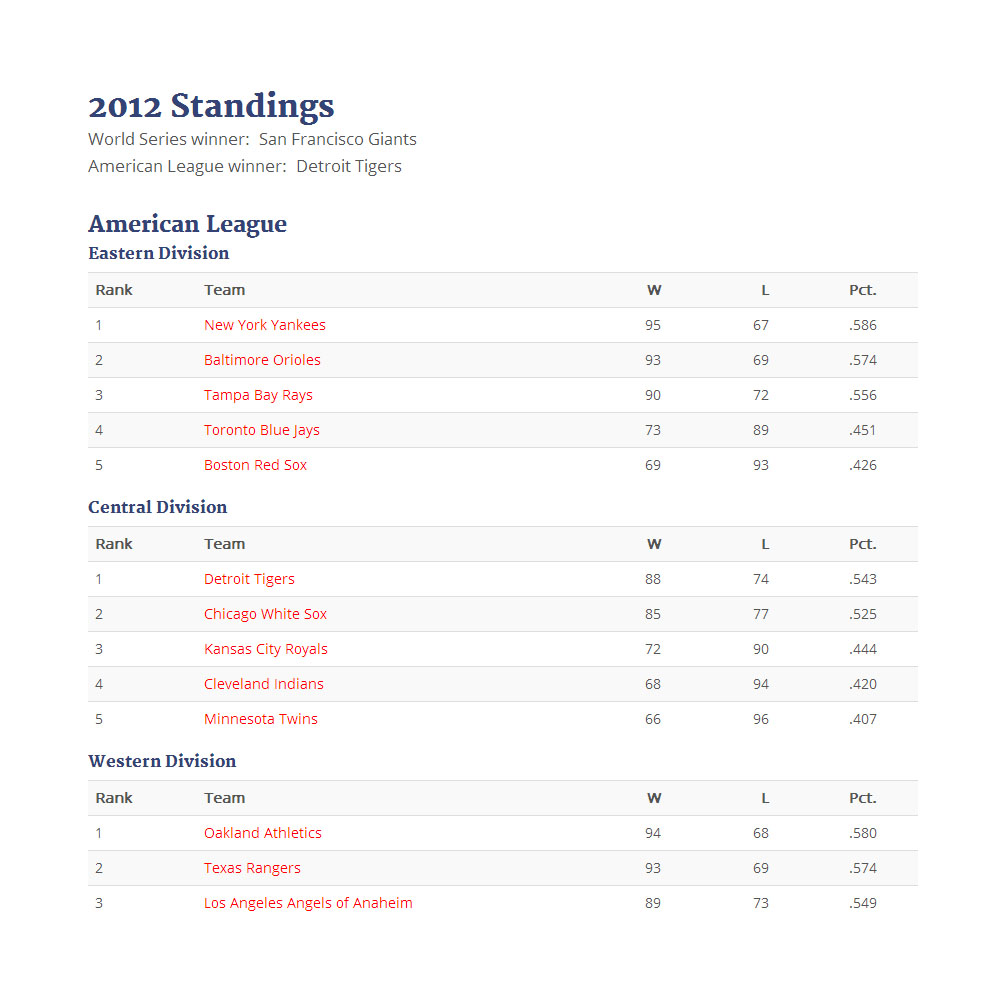 2012 Standings
World Series winner: San Francisco Giants
American League winner: Detroit Tigers
American League
Eastern Division
Rank Team W L Pct.
1 New York Yankees 95 67 .586
2 Baltimore Orioles 93 69 .574
3 Tampa Bay Rays 90 72 .556
4 Toronto Blue Jays 73 89 .451
5 Boston Red Sox 69 93 .426
Central Division
Rank Team W L Pct.
1 Detroit Tigers 88 74 .543
2 Chicago White Sox 85 77 .525
3 Kansas City Royals 72 90 .444
4 Cleveland Indians 68 94 .420
5 Minnesota Twins 66 96 .407
Western Division
Rank Team W L Pct.
1 Oakland Athletics 94 68 .580
2 Texas Rangers 93 69 .574
3 Los Angeles Angels of Anaheim 89 73 .549